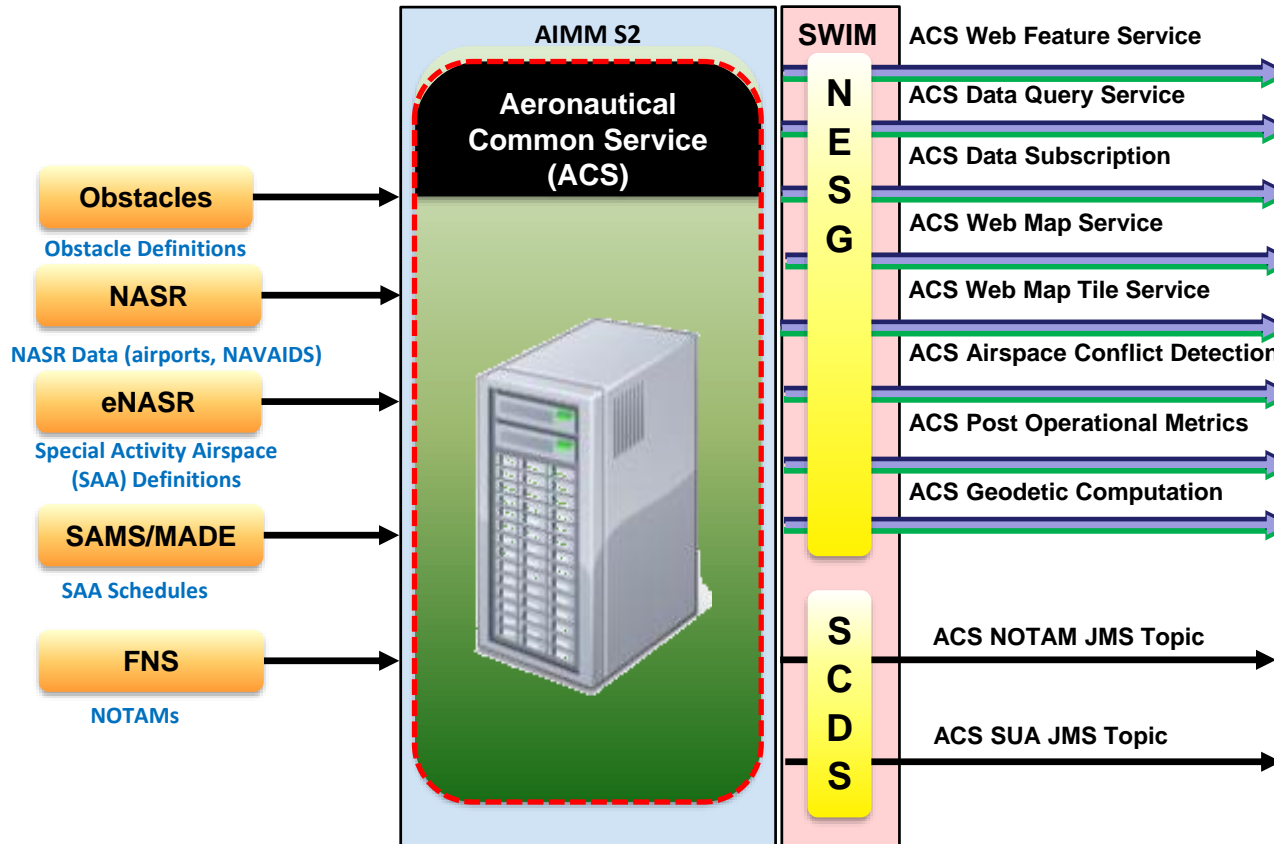 AIMM S2
Aeronautical
Common Service
(ACS)
Obstacles
Obstacle Definitions
NASR
NASR Data (airports, NAVAIDS)
eNASR
Special Activity Airspace
(SAA) Definitions
SAMS/MADE
SAA Schedules
FNS
NOTAMs
SWIM
N
E
S
G
S
C
D
S
ACS Web Feature Service
ACS Data Query Service
ACS Data Subscription
ACS Web Map Service
ACS Web Map Tile Service
ACS Airspace Conflict Detection
ACS Post Operational Metrics
ACS Geodetic Computation
ACS NOTAM JMS Topic
ACS SUA JMS Topic